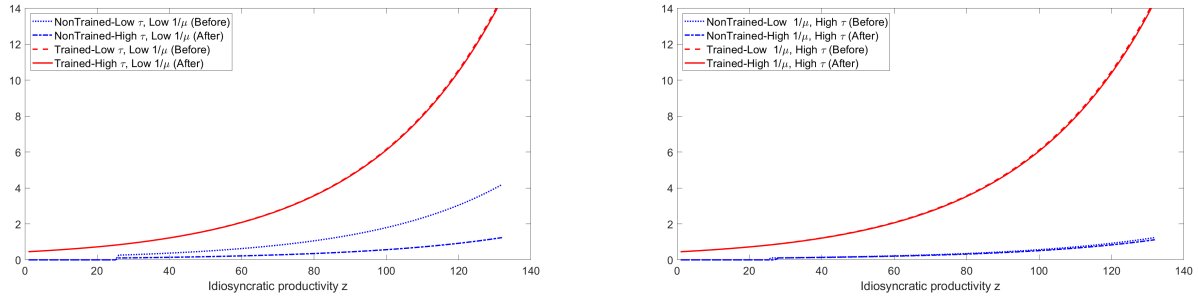 14
12
10
8
6
4
2
0
NonTrained-Low τ, Low 1/μ (Before)
NonTrained-High τ, Low 1/μ (After)
Trained-Low τ, Low 1/μ (Before)
Trained-High τ, Low 1/μ (After)
0 20 40 60 80 100 120 140
Idiosyncratic productivity z
14
12
10
8
6
4
2
0
NonTrained-Low 1/μ, High τ (Before)
NonTrained-High 1/μ, High τ (After)
Trained-Low 1/μ, High τ (Before)
Trained-High 1/μ, High τ (After)
0 20 40 60 80 100 120 140
Idiosyncratic productivity z